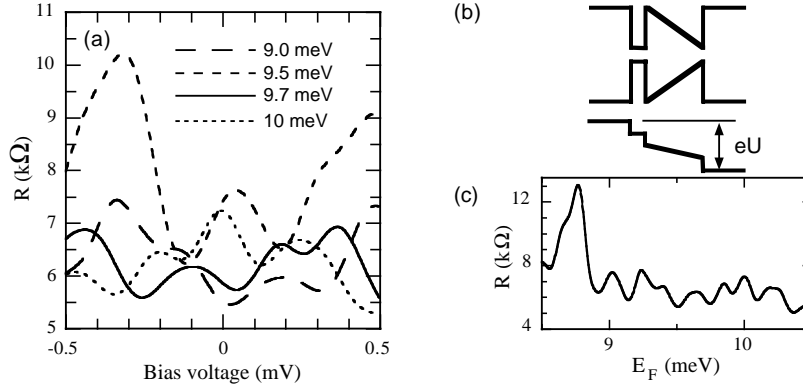 (a)
9.0 meV
9.5 meV
9.7 meV
10 meV
11
10
9
8
7
6
5
R (kΩ)
-0.5
0
0.5
Bias voltage (mV)
(b)
eU
(c)
12
8
4
R (kΩ)
9
10
E_F (meV)